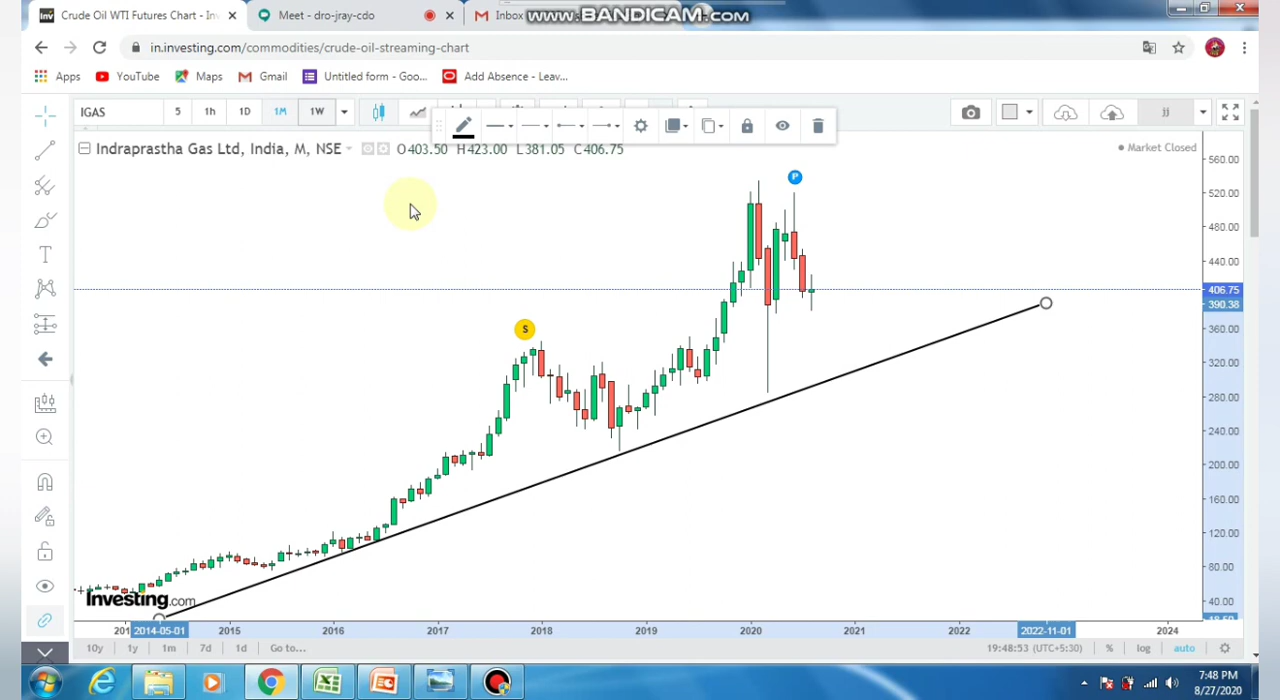 Crude Oil WTI Futures Chart - Inv
Meet - dro-jray-cdo
Inbox
www.BANDICAM.com
in.investing.com/commodities/crude-oil-streaming-chart
Apps
YouTube
Maps
Gmail
Untitled form - Goo...
Add Absence - Leav...
IGAS
5
1h
1D
1M
1W
jj
Indraprastha Gas Ltd, India, M, NSE
O403.50 H423.00 L381.05 C406.75
Market Closed
P
S
560.00
520.00
480.00
440.00
406.75
390.38
360.00
320.00
280.00
240.00
200.00
160.00
120.00
80.00
40.00
Investing.com
2014-05-01
2015
2016
2017
2018
2019
2020
2021
2022
2022-11-01
2024
10y
1y
1m
7d
1d
Go to...
19:48:53 (UTC+5:30)
%
log
auto
7:48 PM
8/27/2020